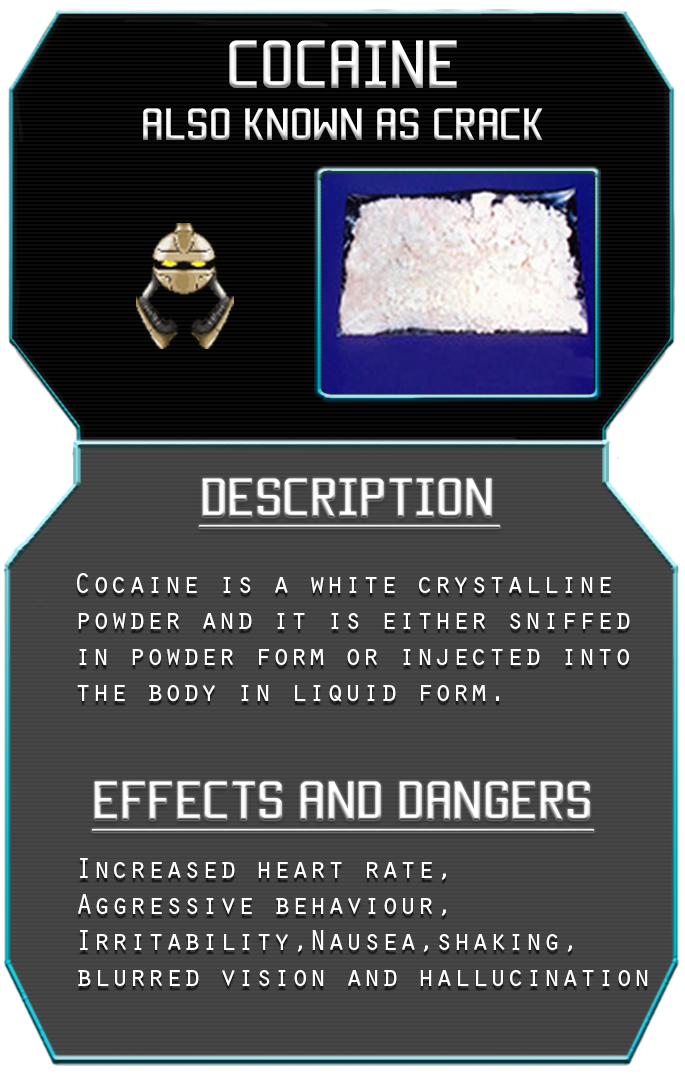 COCAINE
ALSO KNOWN AS CRACK
DESCRIPTION
Cocaine is a white crystalline
powder and it is either sniffed
in powder form or injected into
the body in liquid form.
EFFECTS AND DANGERS
Increased heart rate,
Aggressive behaviour,
Irritability,Nausea,shaking,
blurred vision and hallucination